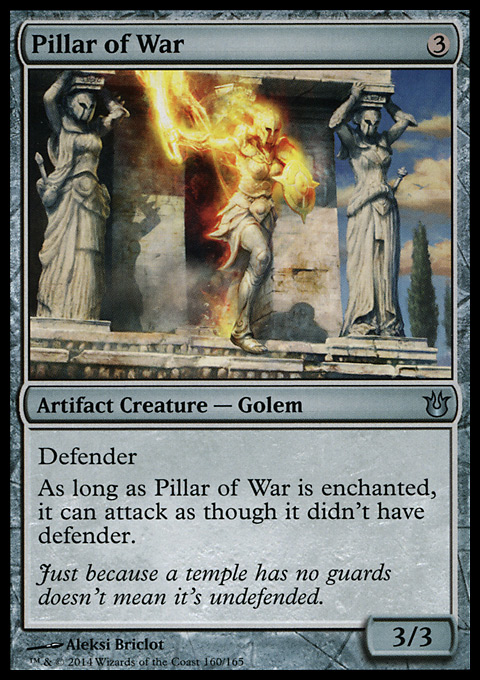 Pillar of War 3
Artifact Creature — Golem
Defender
As long as Pillar of War is enchanted,
it can attack as though it didn't have
defender.
Just because a temple has no guards
doesn't mean it's undefended.
3/3
Aleksi Briclot
™ & © 2014 Wizards of the Coast 160/165